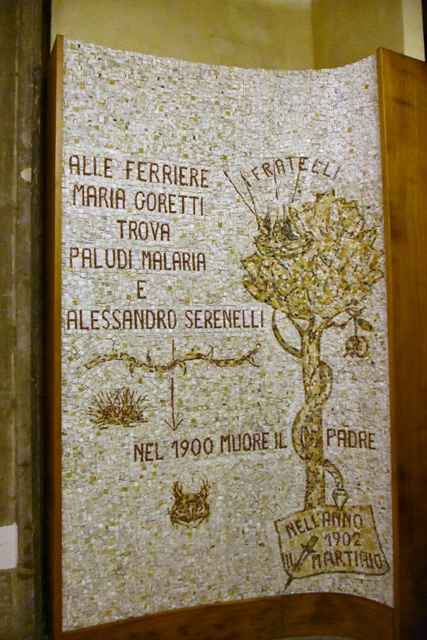 FRATELLI
ALLE FERRIERE
MARIA GORETTI
TROVA
PALUDI MALARIA
E
ALESSANDRO SERENELLI
NEL 1900 MUORE IL PADRE
NELL'ANNO
1902
IL MARTIRIO